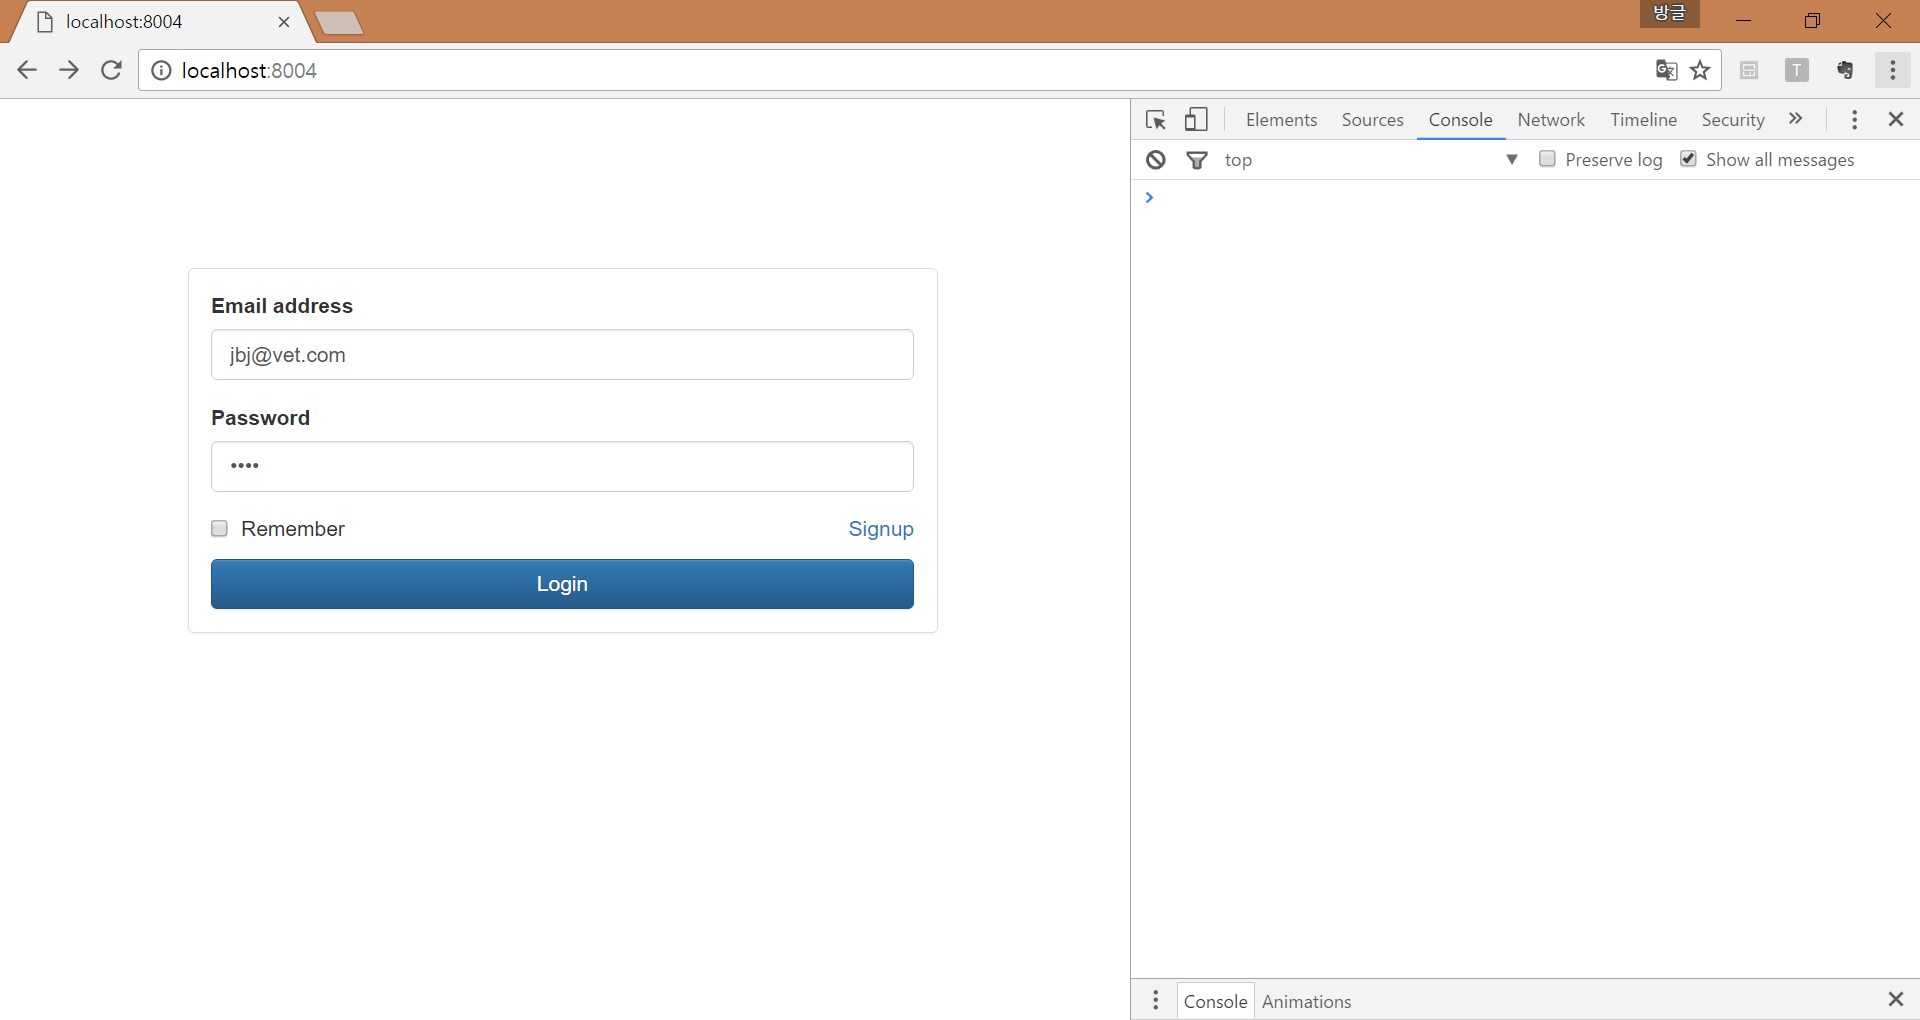 localhost:8004
방글
localhost:8004
T
Elements Sources Console Network Timeline Security
top Preserve log Show all messages
Email address
jbj@vet.com
Password
••••
Remember Signup
Login
Console Animations